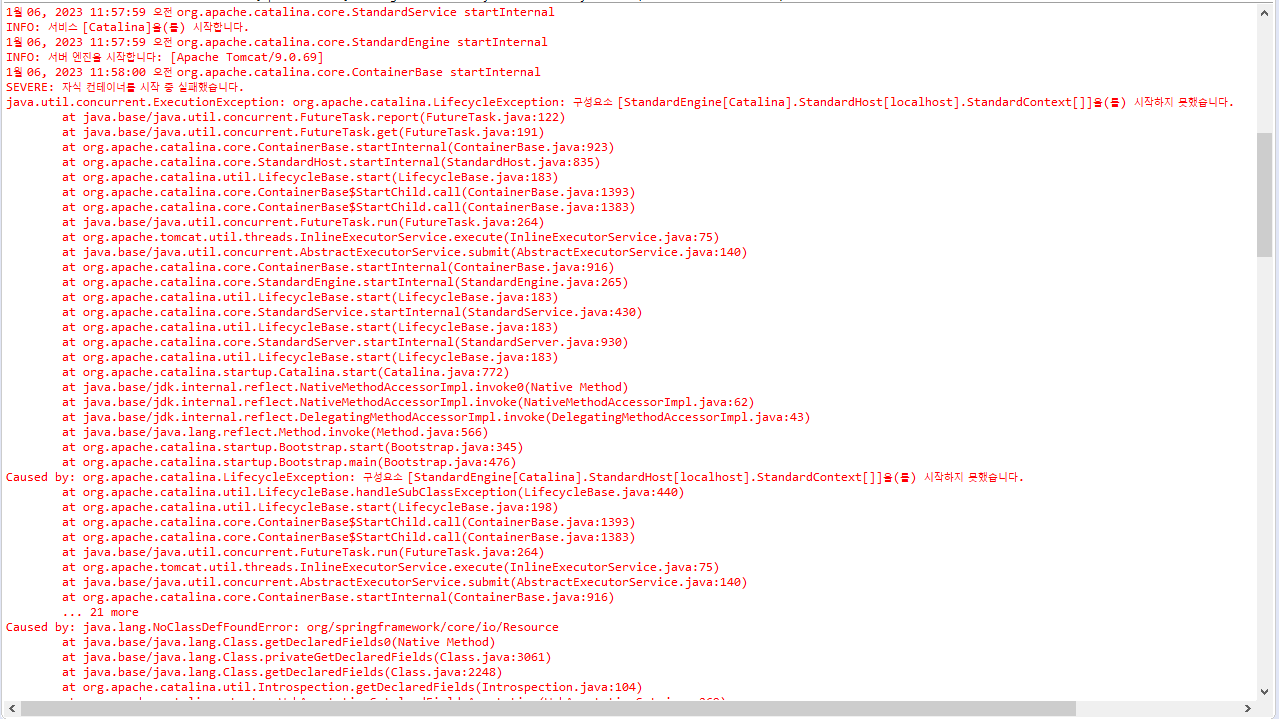 1월 06, 2023 11:57:59 오전 org.apache.catalina.core.StandardService startInternal
INFO: 서비스 [Catalina]을(를) 시작합니다.
1월 06, 2023 11:57:59 오전 org.apache.catalina.core.StandardEngine startInternal
INFO: 서버 엔진을 시작합니다: [Apache Tomcat/9.0.69]
1월 06, 2023 11:58:00 오전 org.apache.catalina.core.ContainerBase startInternal
SEVERE: 자식 컨테이너를 시작 중 실패했습니다.
java.util.concurrent.ExecutionException: org.apache.catalina.LifecycleException: 구성요소 [StandardEngine[Catalina].StandardHost[localhost].StandardContext[]]을(를) 시작하지 못했습니다.
at java.base/java.util.concurrent.FutureTask.report(FutureTask.java:122)
at java.base/java.util.concurrent.FutureTask.get(FutureTask.java:191)
at org.apache.catalina.core.ContainerBase.startInternal(ContainerBase.java:923)
at org.apache.catalina.core.StandardHost.startInternal(StandardHost.java:835)
at org.apache.catalina.util.LifecycleBase.start(LifecycleBase.java:183)
at org.apache.catalina.core.ContainerBase$StartChild.call(ContainerBase.java:1393)
at org.apache.catalina.core.ContainerBase$StartChild.call(ContainerBase.java:1383)
at java.base/java.util.concurrent.FutureTask.run(FutureTask.java:264)
at org.apache.tomcat.util.threads.InlineExecutorService.execute(InlineExecutorService.java:75)
at java.base/java.util.concurrent.AbstractExecutorService.submit(AbstractExecutorService.java:140)
at org.apache.catalina.core.ContainerBase.startInternal(ContainerBase.java:916)
at org.apache.catalina.core.StandardEngine.startInternal(StandardEngine.java:265)
at org.apache.catalina.util.LifecycleBase.start(LifecycleBase.java:183)
at org.apache.catalina.core.StandardService.startInternal(StandardService.java:430)
at org.apache.catalina.util.LifecycleBase.start(LifecycleBase.java:183)
at org.apache.catalina.core.StandardServer.startInternal(StandardServer.java:930)
at org.apache.catalina.util.LifecycleBase.start(LifecycleBase.java:183)
at org.apache.catalina.startup.Catalina.start(Catalina.java:772)
at java.base/jdk.internal.reflect.NativeMethodAccessorImpl.invoke0(Native Method)
at java.base/jdk.internal.reflect.NativeMethodAccessorImpl.invoke(NativeMethodAccessorImpl.java:62)
at java.base/jdk.internal.reflect.DelegatingMethodAccessorImpl.invoke(DelegatingMethodAccessorImpl.java:43)
at java.base/java.lang.reflect.Method.invoke(Method.java:566)
at org.apache.catalina.startup.Bootstrap.start(Bootstrap.java:345)
at org.apache.catalina.startup.Bootstrap.main(Bootstrap.java:476)
Caused by: org.apache.catalina.LifecycleException: 구성요소 [StandardEngine[Catalina].StandardHost[localhost].StandardContext[]]을(를) 시작하지 못했습니다.
at org.apache.catalina.util.LifecycleBase.handleSubClassException(LifecycleBase.java:440)
at org.apache.catalina.util.LifecycleBase.start(LifecycleBase.java:198)
at org.apache.catalina.core.ContainerBase$StartChild.call(ContainerBase.java:1393)
at org.apache.catalina.core.ContainerBase$StartChild.call(ContainerBase.java:1383)
at java.base/java.util.concurrent.FutureTask.run(FutureTask.java:264)
at org.apache.tomcat.util.threads.InlineExecutorService.execute(InlineExecutorService.java:75)
at java.base/java.util.concurrent.AbstractExecutorService.submit(AbstractExecutorService.java:140)
at org.apache.catalina.core.ContainerBase.startInternal(ContainerBase.java:916)
... 21 more
Caused by: java.lang.NoClassDefFoundError: org/springframework/core/io/Resource
at java.base/java.lang.Class.getDeclaredFields0(Native Method)
at java.base/java.lang.Class.privateGetDeclaredFields(Class.java:3061)
at java.base/java.lang.Class.getDeclaredFields(Class.java:2248)
at org.apache.catalina.util.Introspection.getDeclaredFields(Introspection.java:104)